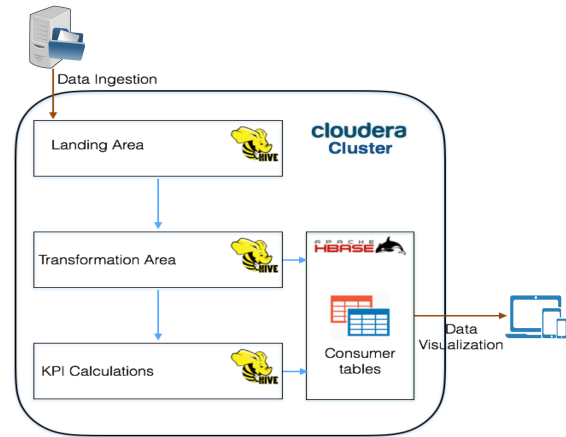 Data Ingestion
cloudera
Cluster
Landing Area
HIVE
Transformation Area
HIVE
APACHE
HBASE
Consumer
tables
Data
Visualization
KPI Calculations
HIVE